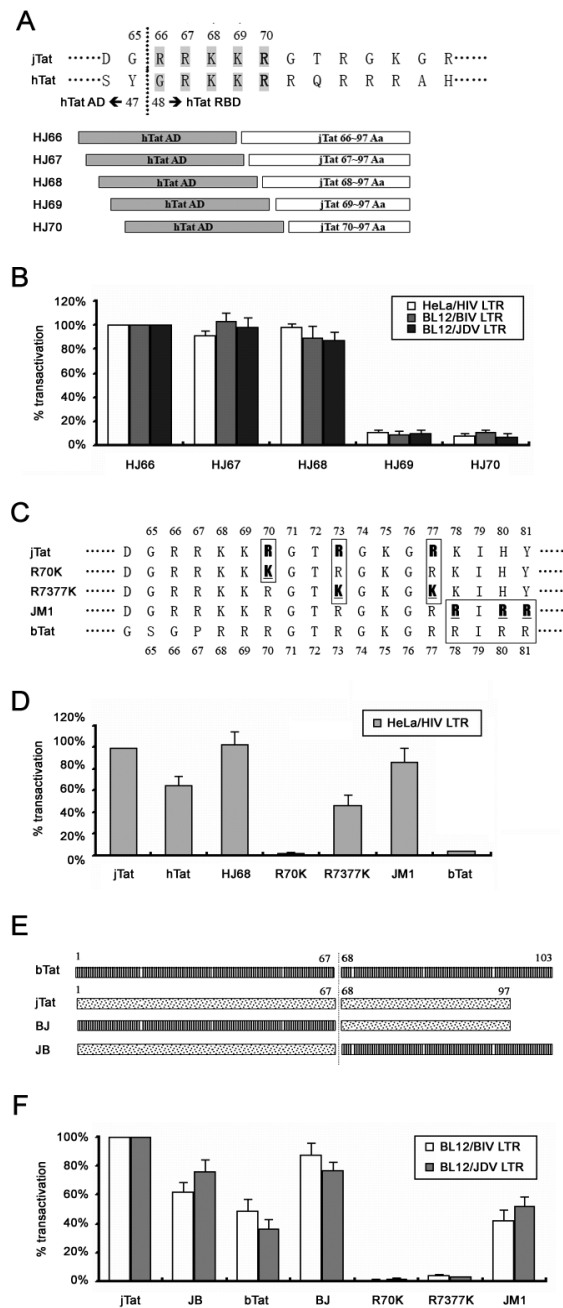 A
65 66 67 68 69 70
jTat ······ D G R R K K R G T R G K G R ······
hTat ······ S Y G R K K R R Q R R R A H ······
hTat AD ← 47 48 → hTat RBD
HJ66 hTat AD jTat 66~97 Aa
HJ67 hTat AD jTat 67~97 Aa
HJ68 hTat AD jTat 68~97 Aa
HJ69 hTat AD jTat 69~97 Aa
HJ70 hTat AD jTat 70~97 Aa
B
% transactivation
120%
100%
80%
60%
40%
20%
0%
HeLa/HIV LTR
BL12/BIV LTR
BL12/JDV LTR
HJ66 HJ67 HJ68 HJ69 HJ70
C
65 66 67 68 69 70 71 72 73 74 76 77 78 79 80 81
jTat ······ D G R R K K R G T R G K G R K I H Y ······
R70K ······ D G R R K K K G T R G K G R K I H Y ······
R7377K ······ D G R R K K R G T K G K G K K I H Y ······
JM1 ······ D G R R K K R G T R G K G R R I R R ······
bTat ······ G S G P R R R G T R G K G R R I R R ······
65 66 67 68 69 70 71 72 73 74 76 77 78 79 80 81
D
% transactivation
120%
100%
80%
60%
40%
20%
0%
HeLa/HIV LTR
jTat hTat HJ68 R70K R7377K JM1 bTat
E
1 67 68 103
bTat
1 67 68 97
jTat
BJ
JB
F
% transactivation
100%
80%
60%
40%
20%
0%
BL12/BIV LTR
BL12/JDV LTR
jTat JB bTat BJ R70K R7377K JM1